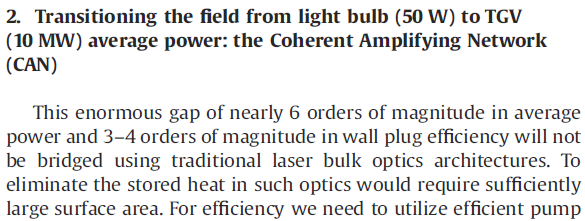 2. Transitioning the field from light bulb (50 W) to TGV
(10 MW) average power: the Coherent Amplifying Network
(CAN)
This enormous gap of nearly 6 orders of magnitude in average
power and 3–4 orders of magnitude in wall plug efficiency will not
be bridged using traditional laser bulk optics architectures. To
eliminate the stored heat in such optics would require sufficiently
large surface area. For efficiency we need to utilize efficient pump